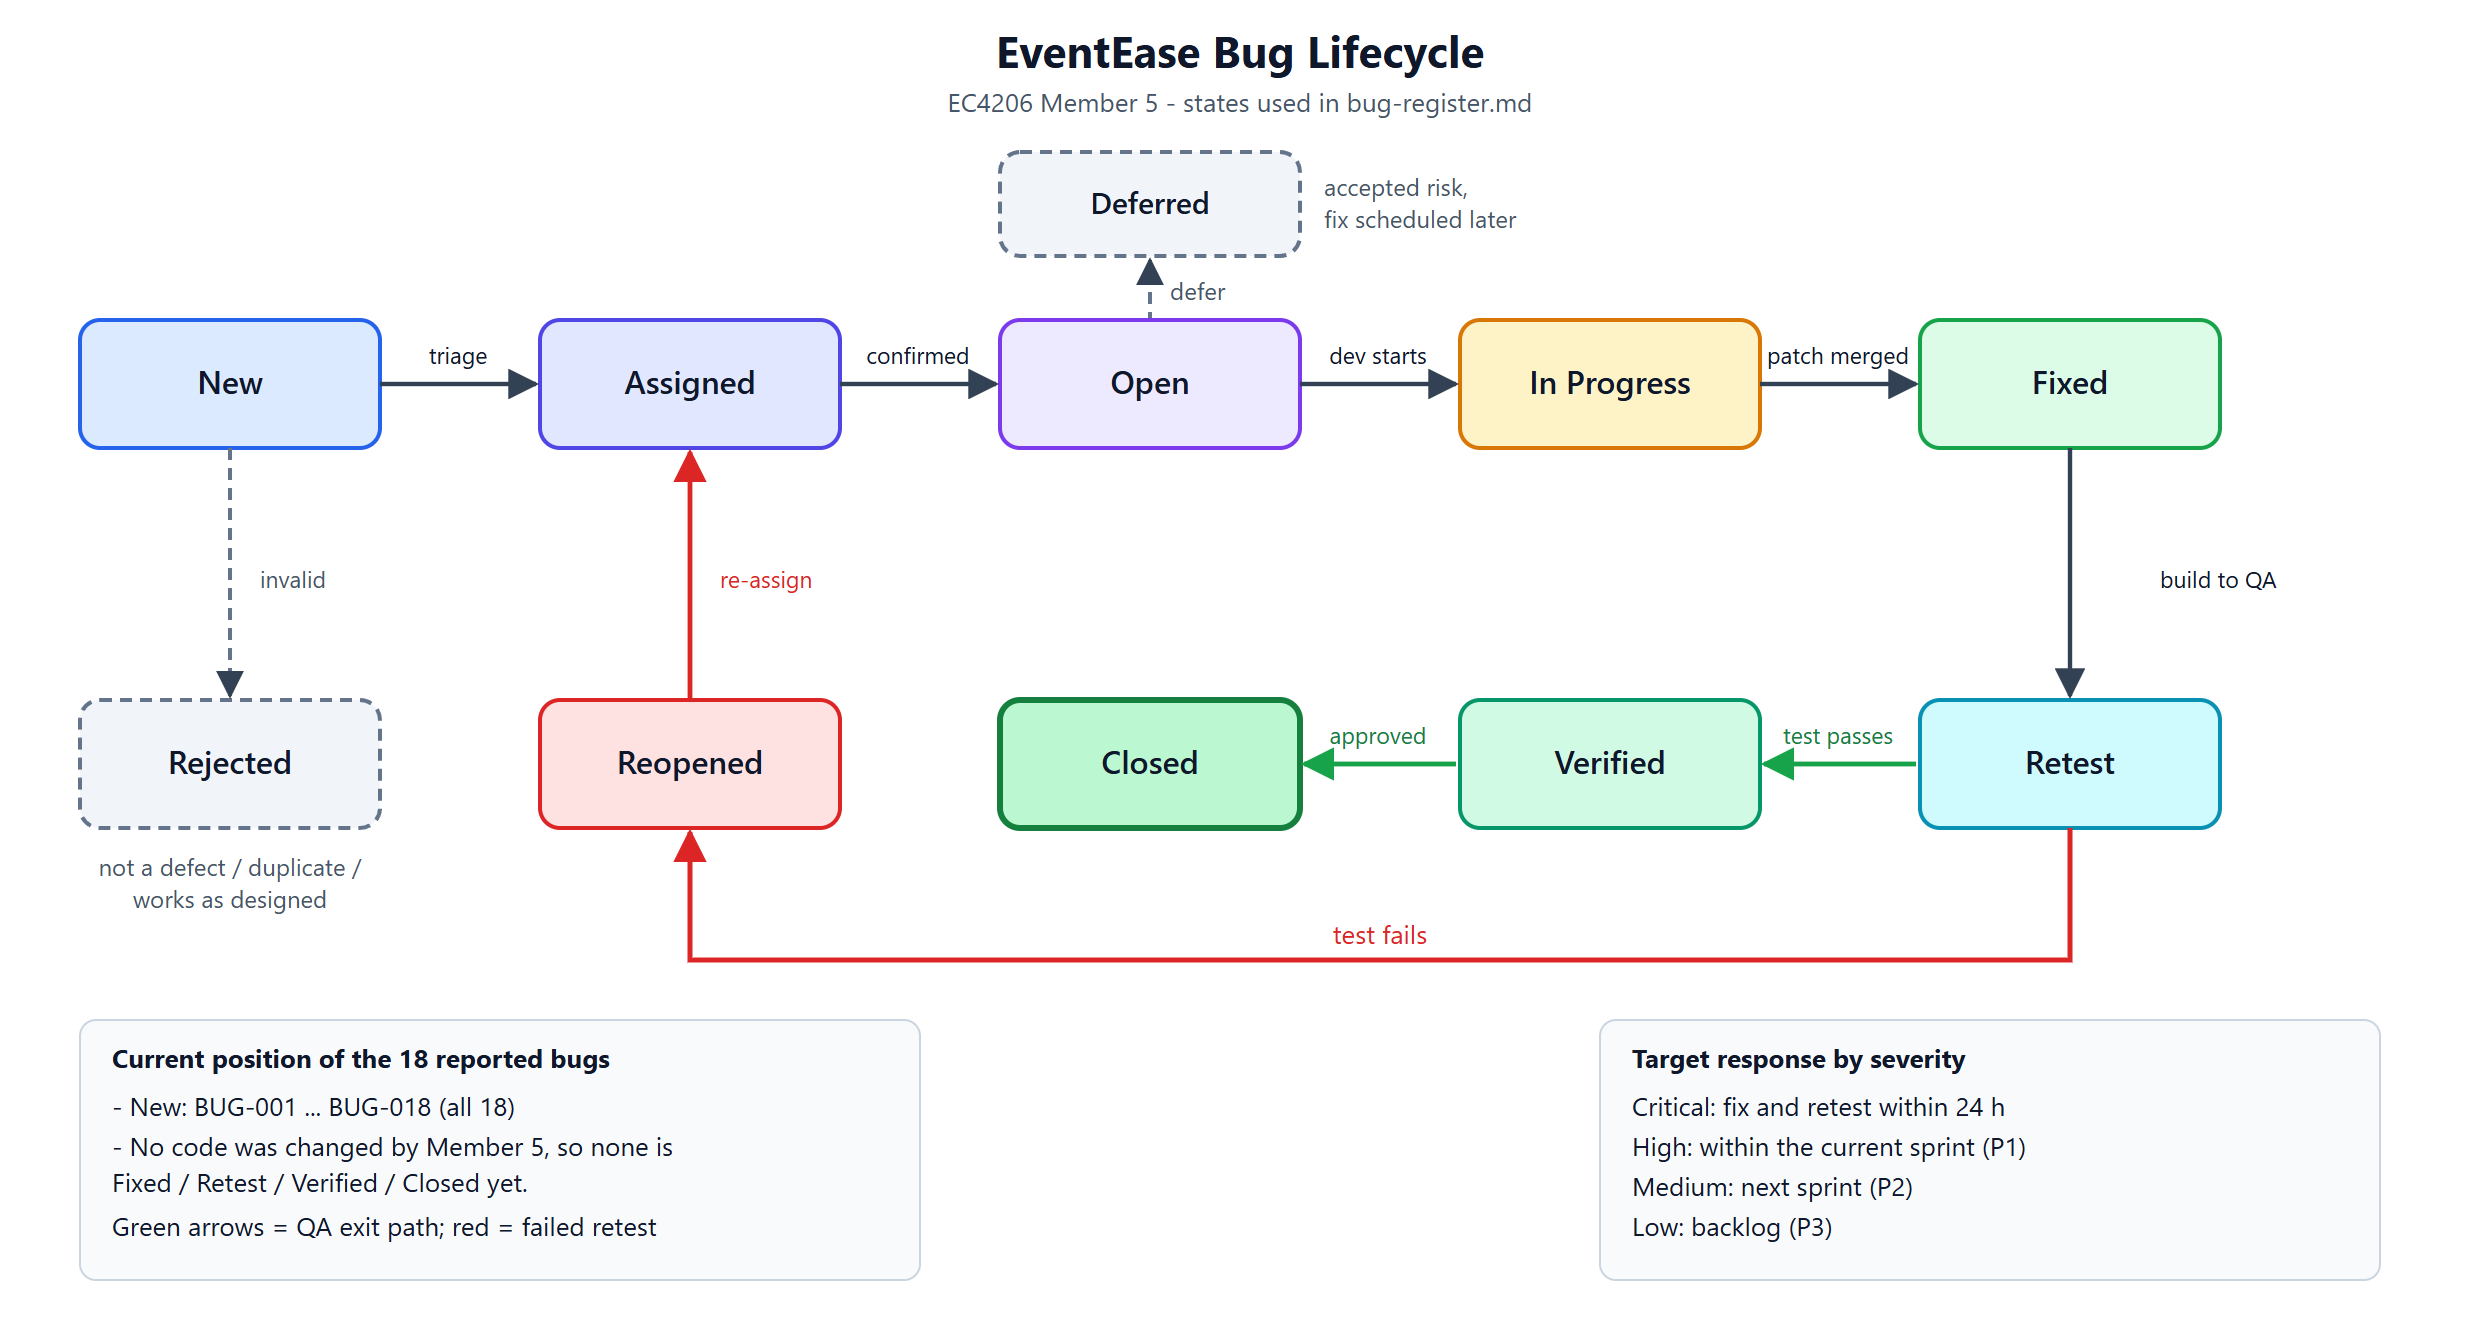 EventEase Bug Lifecycle
EC4206 Member 5 - states used in bug-register.md
Deferred
accepted risk,
fix scheduled later
defer
New
triage
Assigned
confirmed
Open
dev starts
In Progress
patch merged
Fixed
invalid
re-assign
build to QA
Rejected
Reopened
Closed
approved
Verified
test passes
Retest
not a defect / duplicate /
works as designed
test fails
Current position of the 18 reported bugs
- New: BUG-001 ... BUG-018 (all 18)
- No code was changed by Member 5, so none is
Fixed / Retest / Verified / Closed yet.
Green arrows = QA exit path; red = failed retest
Target response by severity
Critical: fix and retest within 24 h
High: within the current sprint (P1)
Medium: next sprint (P2)
Low: backlog (P3)